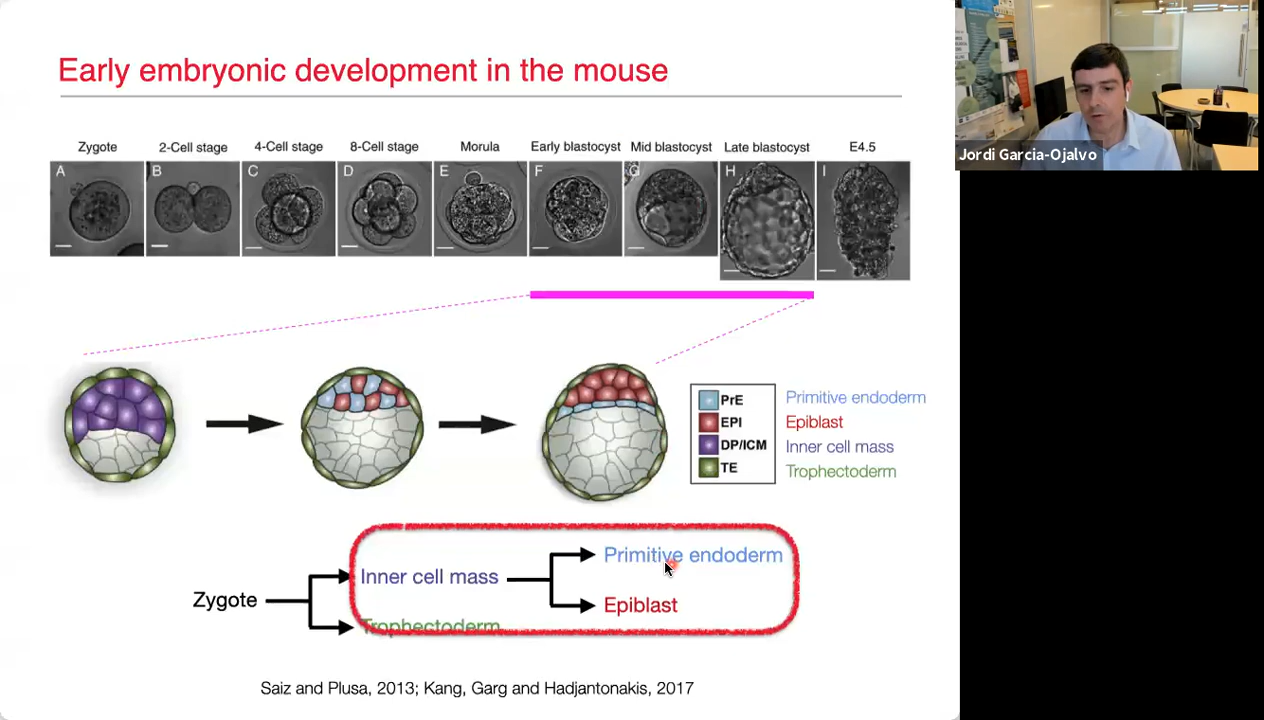 Early embryonic development in the mouse
Zygote 2-Cell stage 4-Cell stage 8-Cell stage Morula Early blastocyst Mid blastocyst Late blastocyst E4.5
A B C D E F G H I
PrE Primitive endoderm
EPI Epiblast
DP/ICM Inner cell mass
TE Trophectoderm
Zygote
Inner cell mass
Trophectoderm
Primitive endoderm
Epiblast
Saiz and Plusa, 2013; Kang, Garg and Hadjantonakis, 2017
Jordi Garcia-Ojalvo